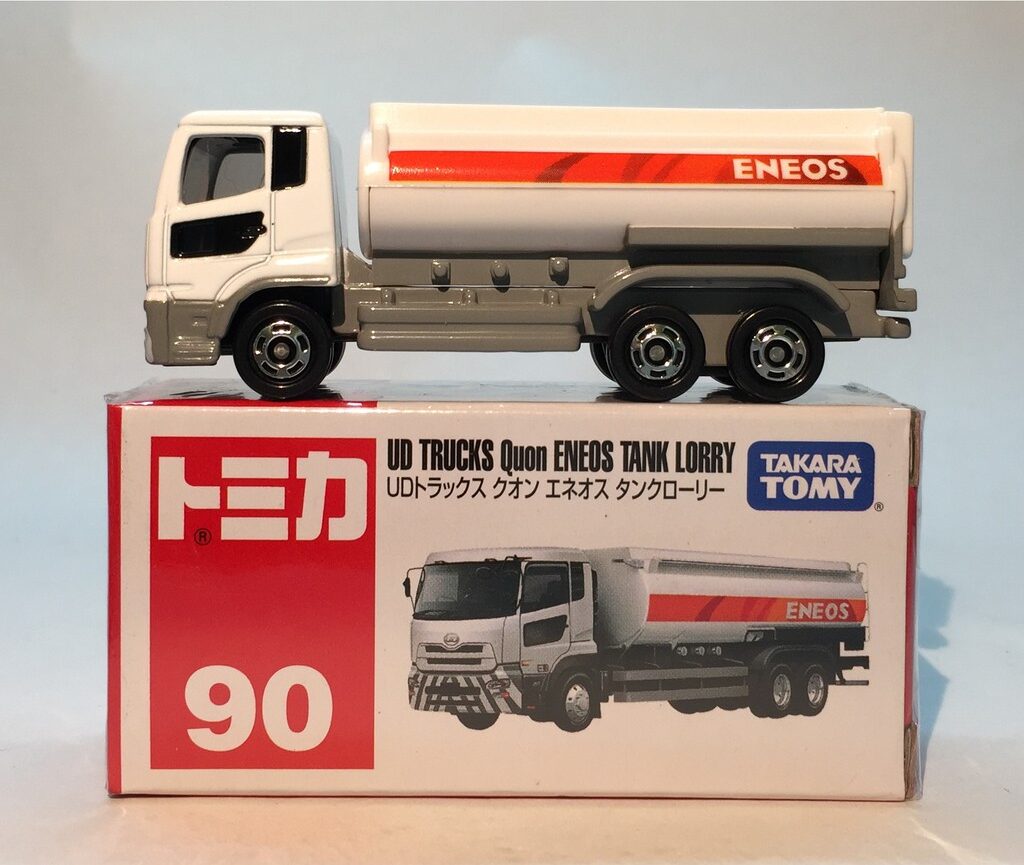 ENEOS
トミカ
®
UD TRUCKS Quon ENEOS TANK LORRY
UDトラックス クオン エネオス タンクローリー
TAKARA
TOMY
®
ENEOS
90